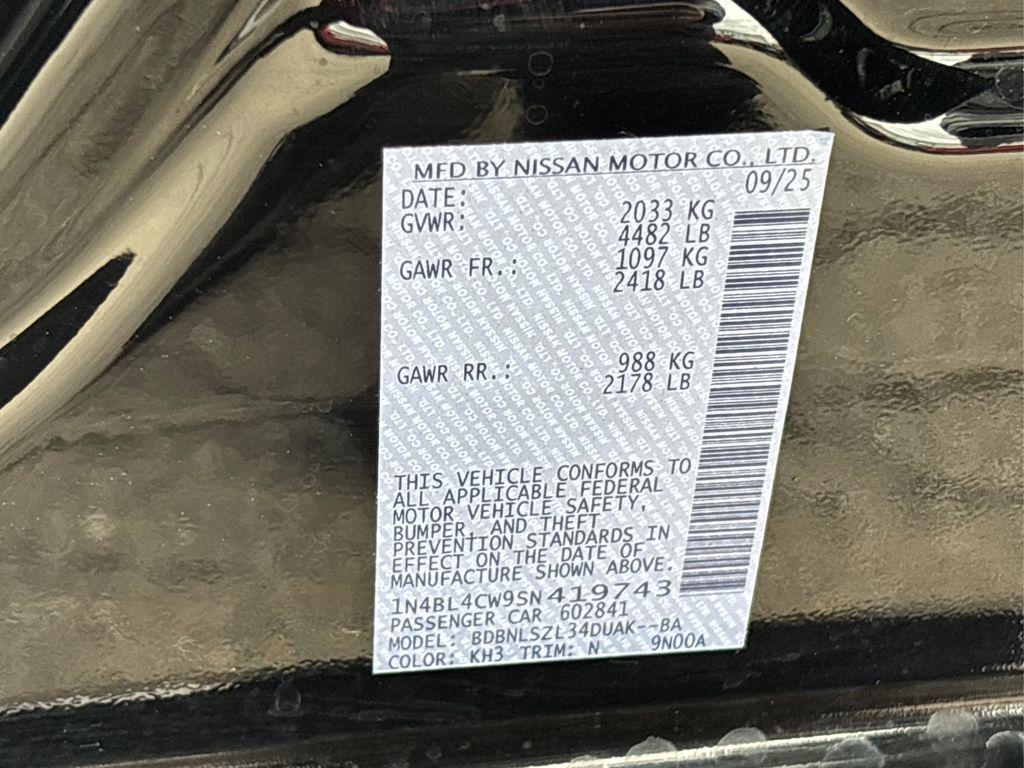 MFD BY NISSAN MOTOR CO., LTD.
DATE: 09/25
GVWR: 2033 KG
4482 LB
GAWR FR.: 1097 KG
2418 LB
GAWR RR.: 988 KG
2178 LB
THIS VEHICLE CONFORMS TO
ALL APPLICABLE FEDERAL
MOTOR VEHICLE SAFETY,
BUMPER, AND THEFT
PREVENTION STANDARDS IN
EFFECT ON THE DATE OF
MANUFACTURE SHOWN ABOVE.
1N4BL4CW9SN419743
PASSENGER CAR 602841
MODEL: BDBNLSZL34DUAK--BA
COLOR: KH3 TRIM: N 9N00A